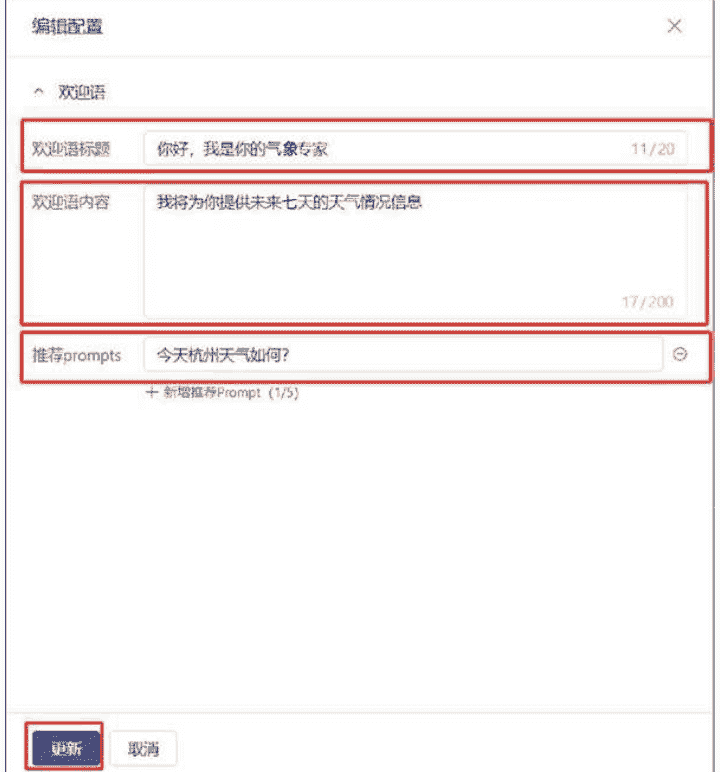 编辑配置
欢迎语
欢迎语标题 你好，我是你的气象专家 11/20
欢迎语内容 我将为你提供未来七天的天气情况信息
17/200
推荐prompts 今天杭州天气如何?
新增推荐Prompt (1/5)
更新 取消